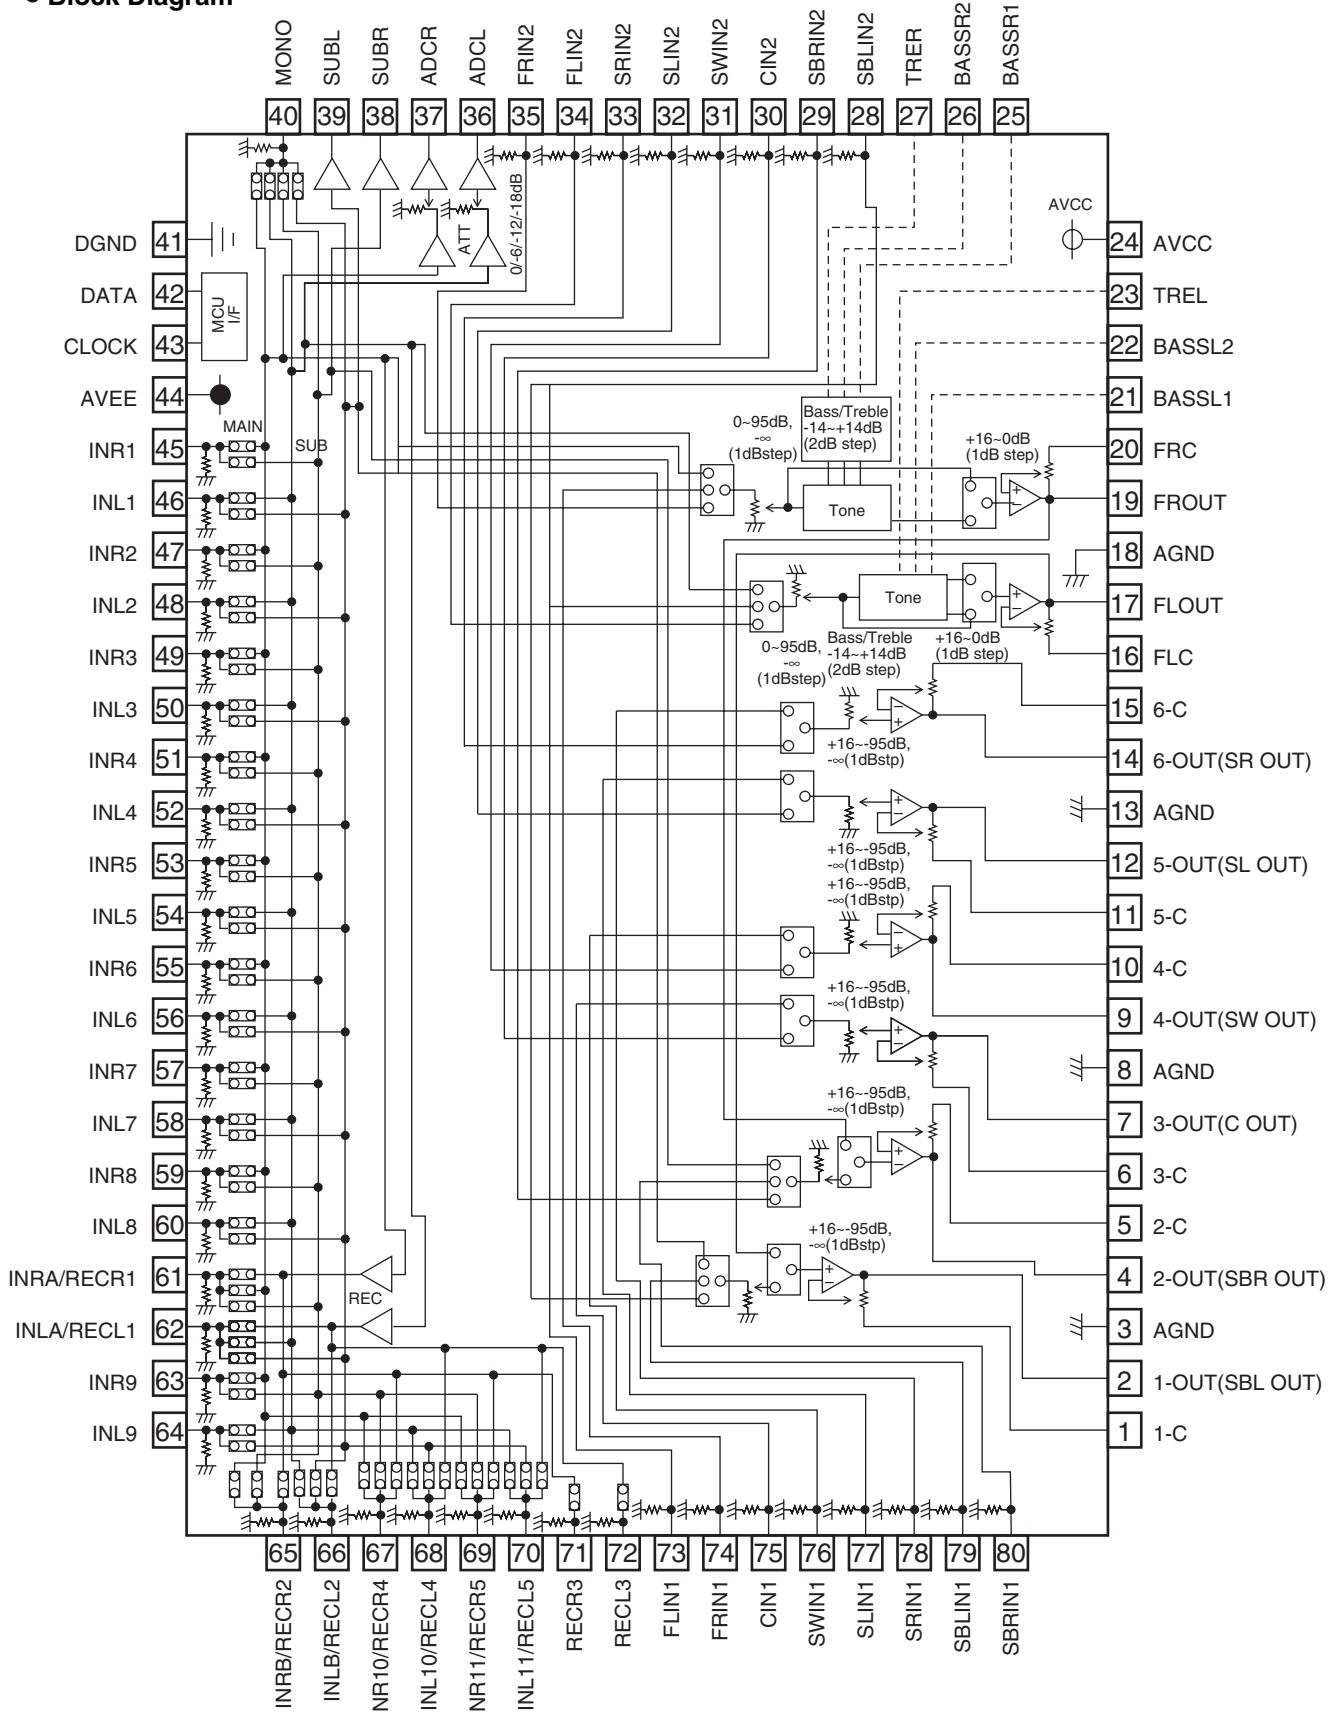 ● Block Diagram
MONO
SUBL
SUBR
ADCR
ADCL
FRIN2
FLIN2
SRIN2
SLIN2
SWIN2
CIN2
SBRIN2
SBLIN2
TRER
BASSR2
BASSR1
40 39 38 37 36 35 34 33 32 31 30 29 28 27 26 25
DGND 41
DATA 42
CLOCK 43
AVEE 44
INR1 45
INL1 46
INR2 47
INL2 48
INR3 49
INL3 50
INR4 51
INL4 52
INR5 53
INL5 54
INR6 55
INL6 56
INR7 57
INL7 58
INR8 59
INL8 60
INRA/RECR1 61
INLA/RECL1 62
INR9 63
INL9 64
MCU
I/F
MAIN
SUB
REC
ATT
0/-6/-12/-18dB
AVCC
0~95dB,
-∞
(1dBstep)
Bass/Treble
-14~+14dB
(2dB step)
+16~0dB
(1dB step)
Tone
Tone
0~95dB,
-∞
(1dBstep)
Bass/Treble
-14~+14dB
(2dB step)
+16~0dB
(1dB step)
+16~-95dB,
-∞(1dBstp)
+16~-95dB,
-∞(1dBstp)
+16~-95dB,
-∞(1dBstp)
+16~-95dB,
-∞(1dBstp)
+16~-95dB,
-∞(1dBstp)
+16~-95dB,
-∞(1dBstp)
24 AVCC
23 TREL
22 BASSL2
21 BASSL1
20 FRC
19 FROUT
18 AGND
17 FLOUT
16 FLC
15 6-C
14 6-OUT(SR OUT)
13 AGND
12 5-OUT(SL OUT)
11 5-C
10 4-C
9 4-OUT(SW OUT)
8 AGND
7 3-OUT(C OUT)
6 3-C
5 2-C
4 2-OUT(SBR OUT)
3 AGND
2 1-OUT(SBL OUT)
1 1-C
65 66 67 68 69 70 71 72 73 74 75 76 77 78 79 80
INRB/RECR2
INLB/RECL2
NR10/RECR4
INL10/RECL4
NR11/RECR5
INL11/RECL5
RECR3
RECL3
FLIN1
FRIN1
CIN1
SWIN1
SLIN1
SRIN1
SBLIN1
SBRIN1